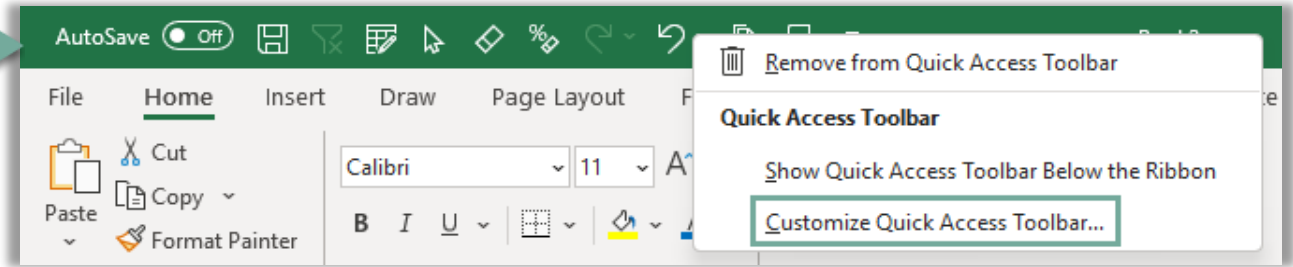 AutoSave Off
Remove from Quick Access Toolbar
File Home Insert Draw Page Layout
Quick Access Toolbar
Cut
Calibri 11
Show Quick Access Toolbar Below the Ribbon
Copy
Paste
B I U
Customize Quick Access Toolbar...
Format Painter